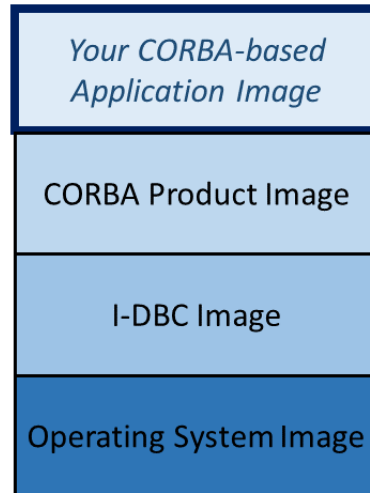 Your CORBA-based
Application Image
CORBA Product Image
I-DBC Image
Operating System Image